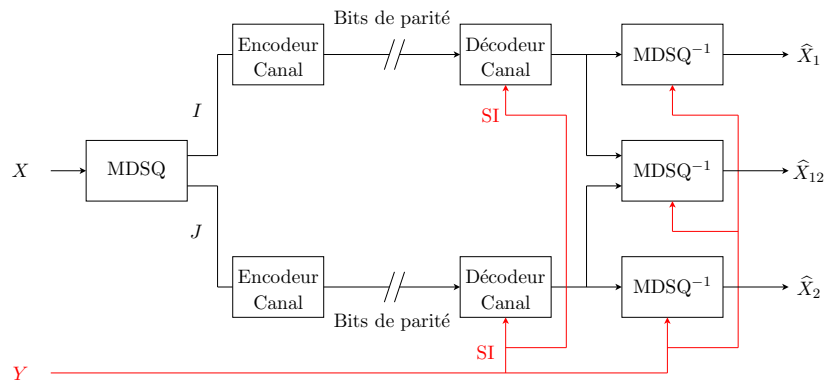 Bits de parité
Encodeur
Canal
Décodeur
Canal
MDSQ⁻¹
X̂₁
I
SI
X
MDSQ
MDSQ⁻¹
X̂₁₂
J
Encodeur
Canal
Décodeur
Canal
MDSQ⁻¹
X̂₂
Bits de parité
SI
Y